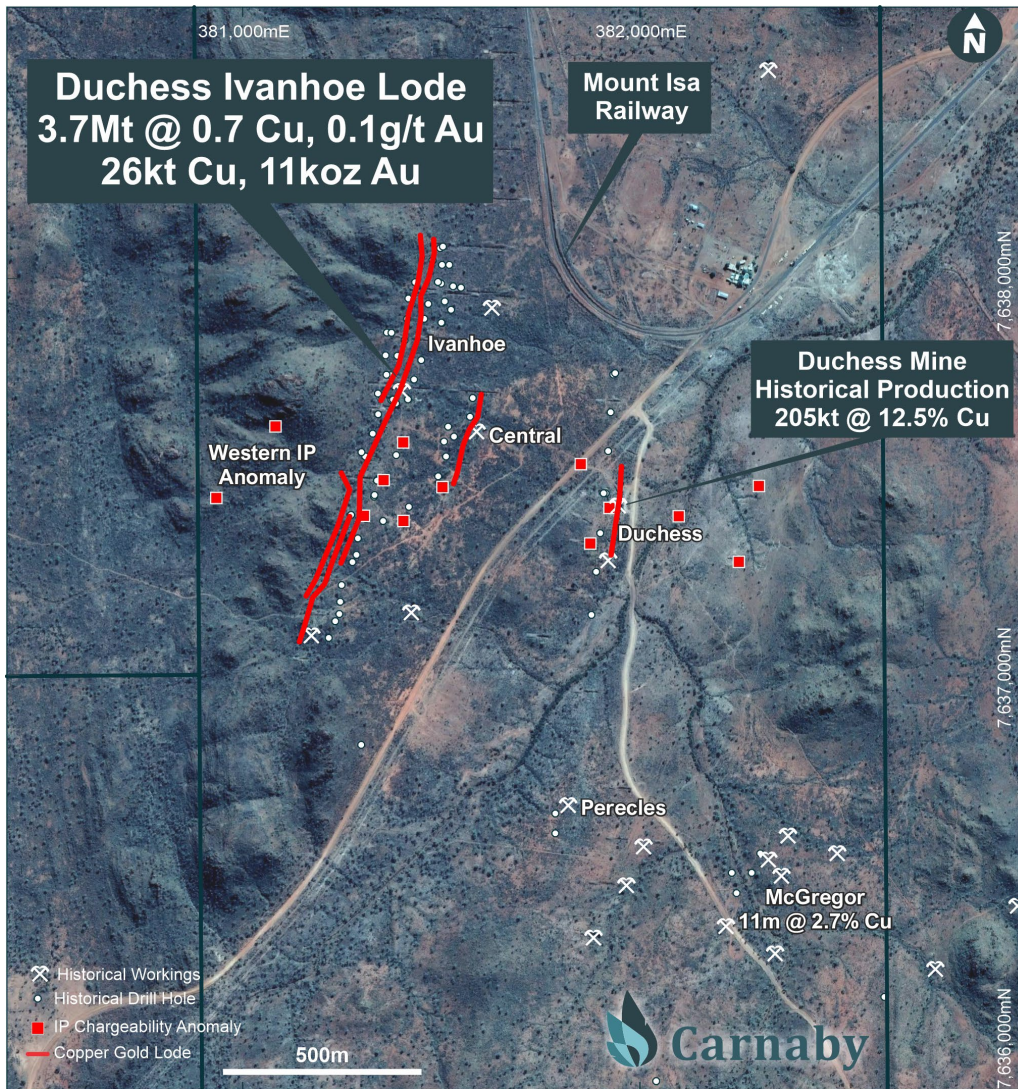 381,000mE
382,000mE
N
Duchess Ivanhoe Lode
3.7Mt @ 0.7 Cu, 0.1g/t Au
26kt Cu, 11koz Au
Mount Isa
Railway
7,638,000mN
Ivanhoe
Duchess Mine
Historical Production
205kt @ 12.5% Cu
Central
Western IP
Anomaly
Duchess
7,637,000mN
Perecles
McGregor
11m @ 2.7% Cu
Historical Workings
Historical Drill Hole
IP Chargeability Anomaly
Copper Gold Lode
500m
Carnaby
7,636,000mN